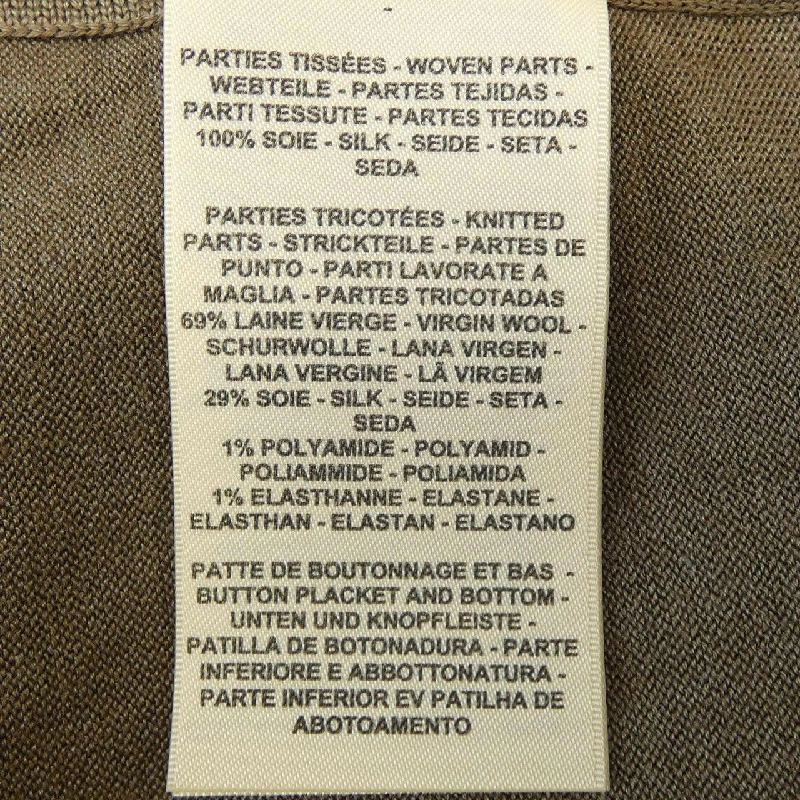 PARTIES TISSÉES - WOVEN PARTS -
WEBTEILE - PARTES TEJIDAS -
PARTI TESSUTE - PARTES TECIDAS
100% SOIE - SILK - SEIDE - SETA -
SEDA
PARTIES TRICOTÉES - KNITTED
PARTS - STRICKTEILE - PARTES DE
PUNTO - PARTI LAVORATE A
MAGLIA - PARTES TRICOTADAS
69% LAINE VIERGE - VIRGIN WOOL -
SCHURWOLLE - LANA VIRGEN -
LANA VERGINE - LÃ VIRGEM
29% SOIE - SILK - SEIDE - SETA -
SEDA
1% POLYAMIDE - POLYAMID -
POLIAMMIDE - POLIAMIDA
1% ELASTHANNE - ELASTANE -
ELASTHAN - ELASTAN - ELASTANO
PATTE DE BOUTONNAGE ET BAS -
BUTTON PLACKET AND BOTTOM -
UNTEN UND KNOPFLEISTE -
PATILLA DE BOTONADURA - PARTE
INFERIORE E ABBOTTONATURA -
PARTE INFERIOR EV PATILHA DE
ABOTOAMENTO